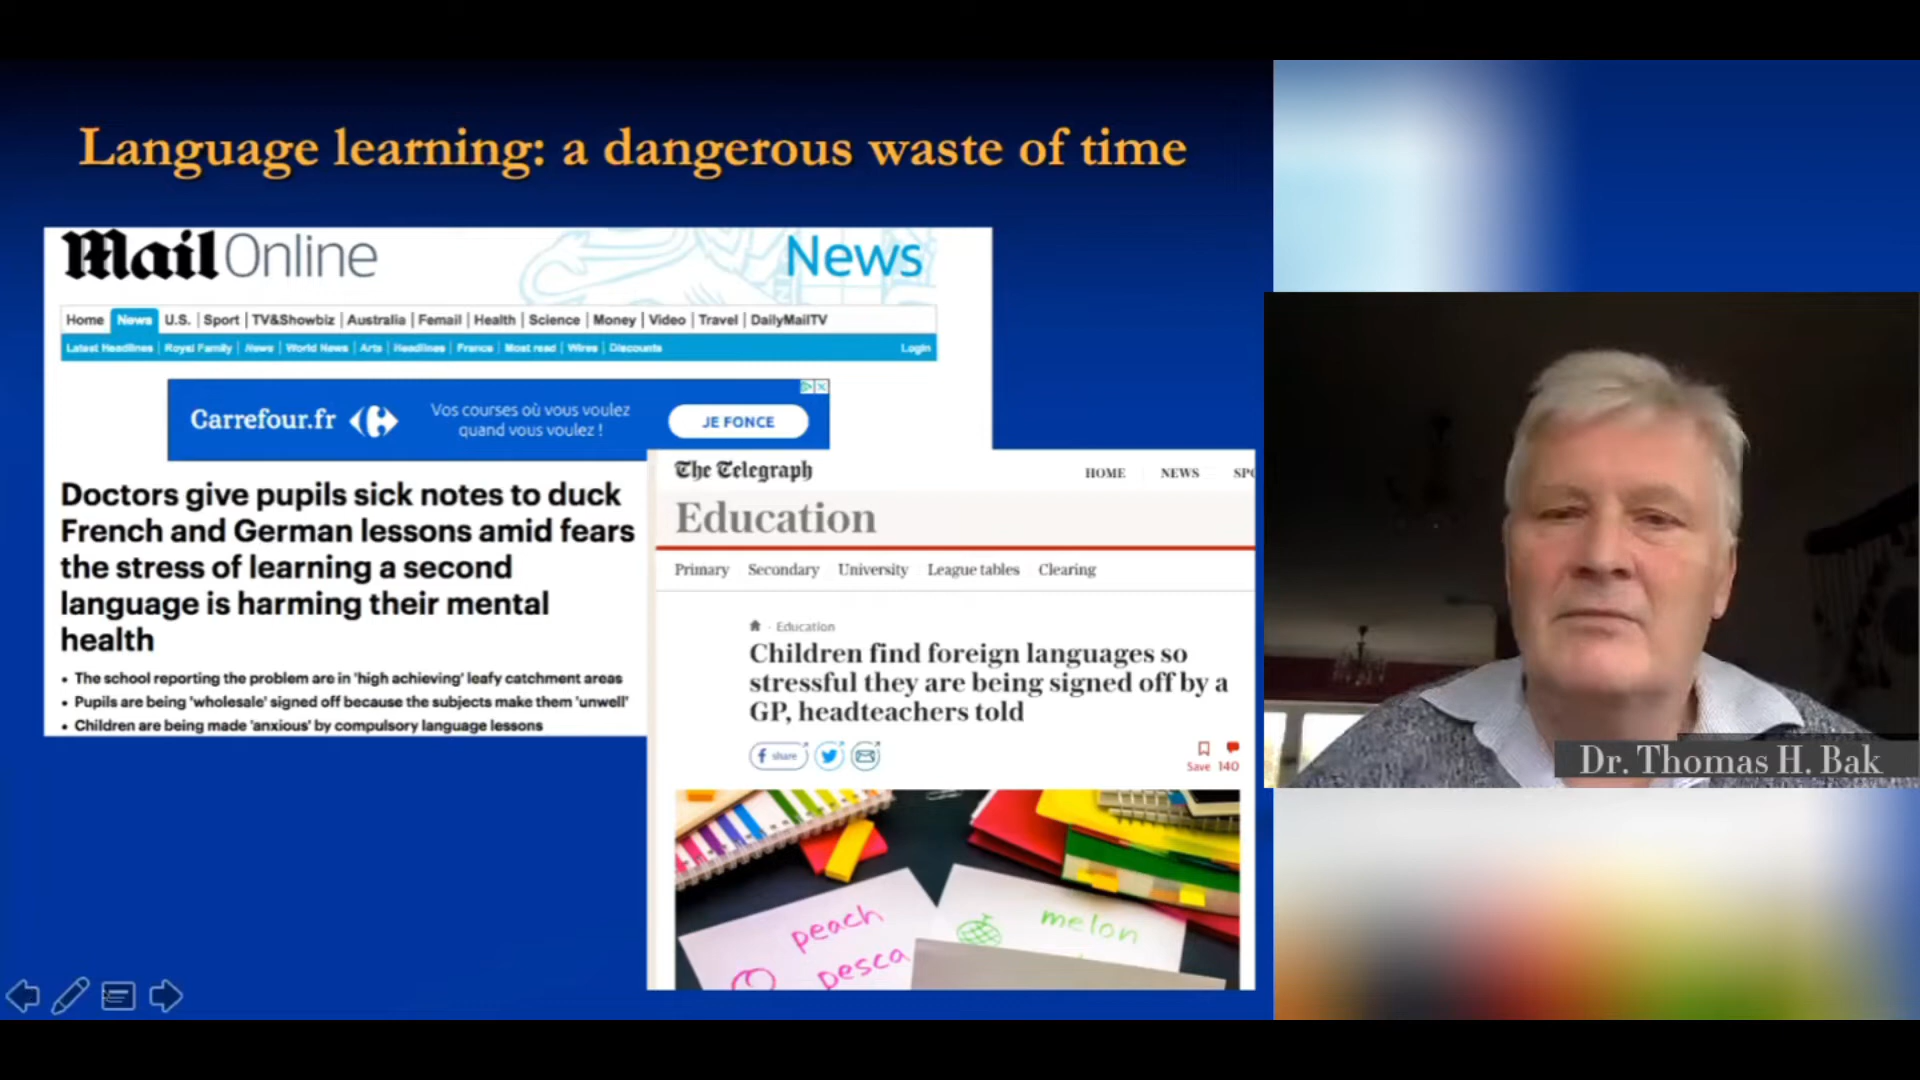 Language learning: a dangerous waste of time
Mail Online
News
Home News U.S. Sport TV&Showbiz Australia Femail Health Science Money Video Travel DailyMailTV
Latest Headlines Royal Family News World News Arts Headlines France Most read Wires Discounts Login
Carrefour.fr
Vos courses où vous voulez
quand vous voulez !
JE FONCE
Doctors give pupils sick notes to duck
French and German lessons amid fears
the stress of learning a second
language is harming their mental
health
• The school reporting the problem are in 'high achieving' leafy catchment areas
• Pupils are being 'wholesale' signed off because the subjects make them 'unwell'
• Children are being made 'anxious' by compulsory language lessons
The Telegraph
HOME NEWS SPO
Education
Primary Secondary University League tables Clearing
· Education
Children find foreign languages so
stressful they are being signed off by a
GP, headteachers told
f share
Save 140
peach
pesca
melon
Dr. Thomas H. Bak